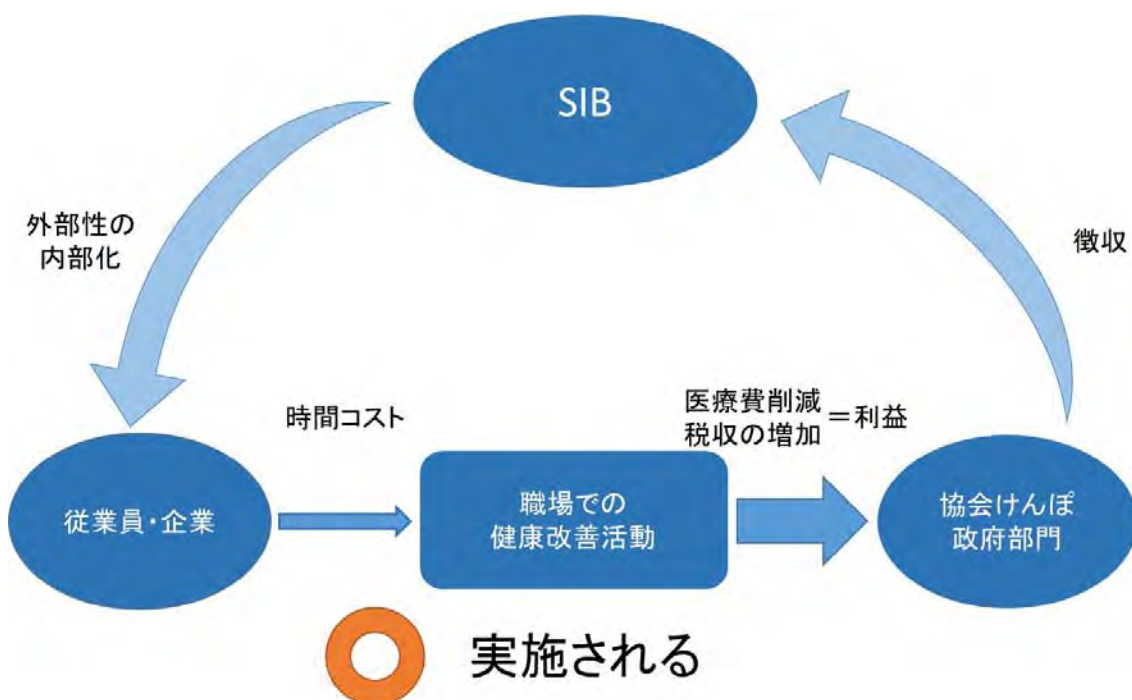 SIB
外部性の
内部化
徴収
時間コスト
医療費削減
税収の増加
＝利益
従業員・企業
職場での
健康改善活動
協会けんぽ
政府部門
実施される